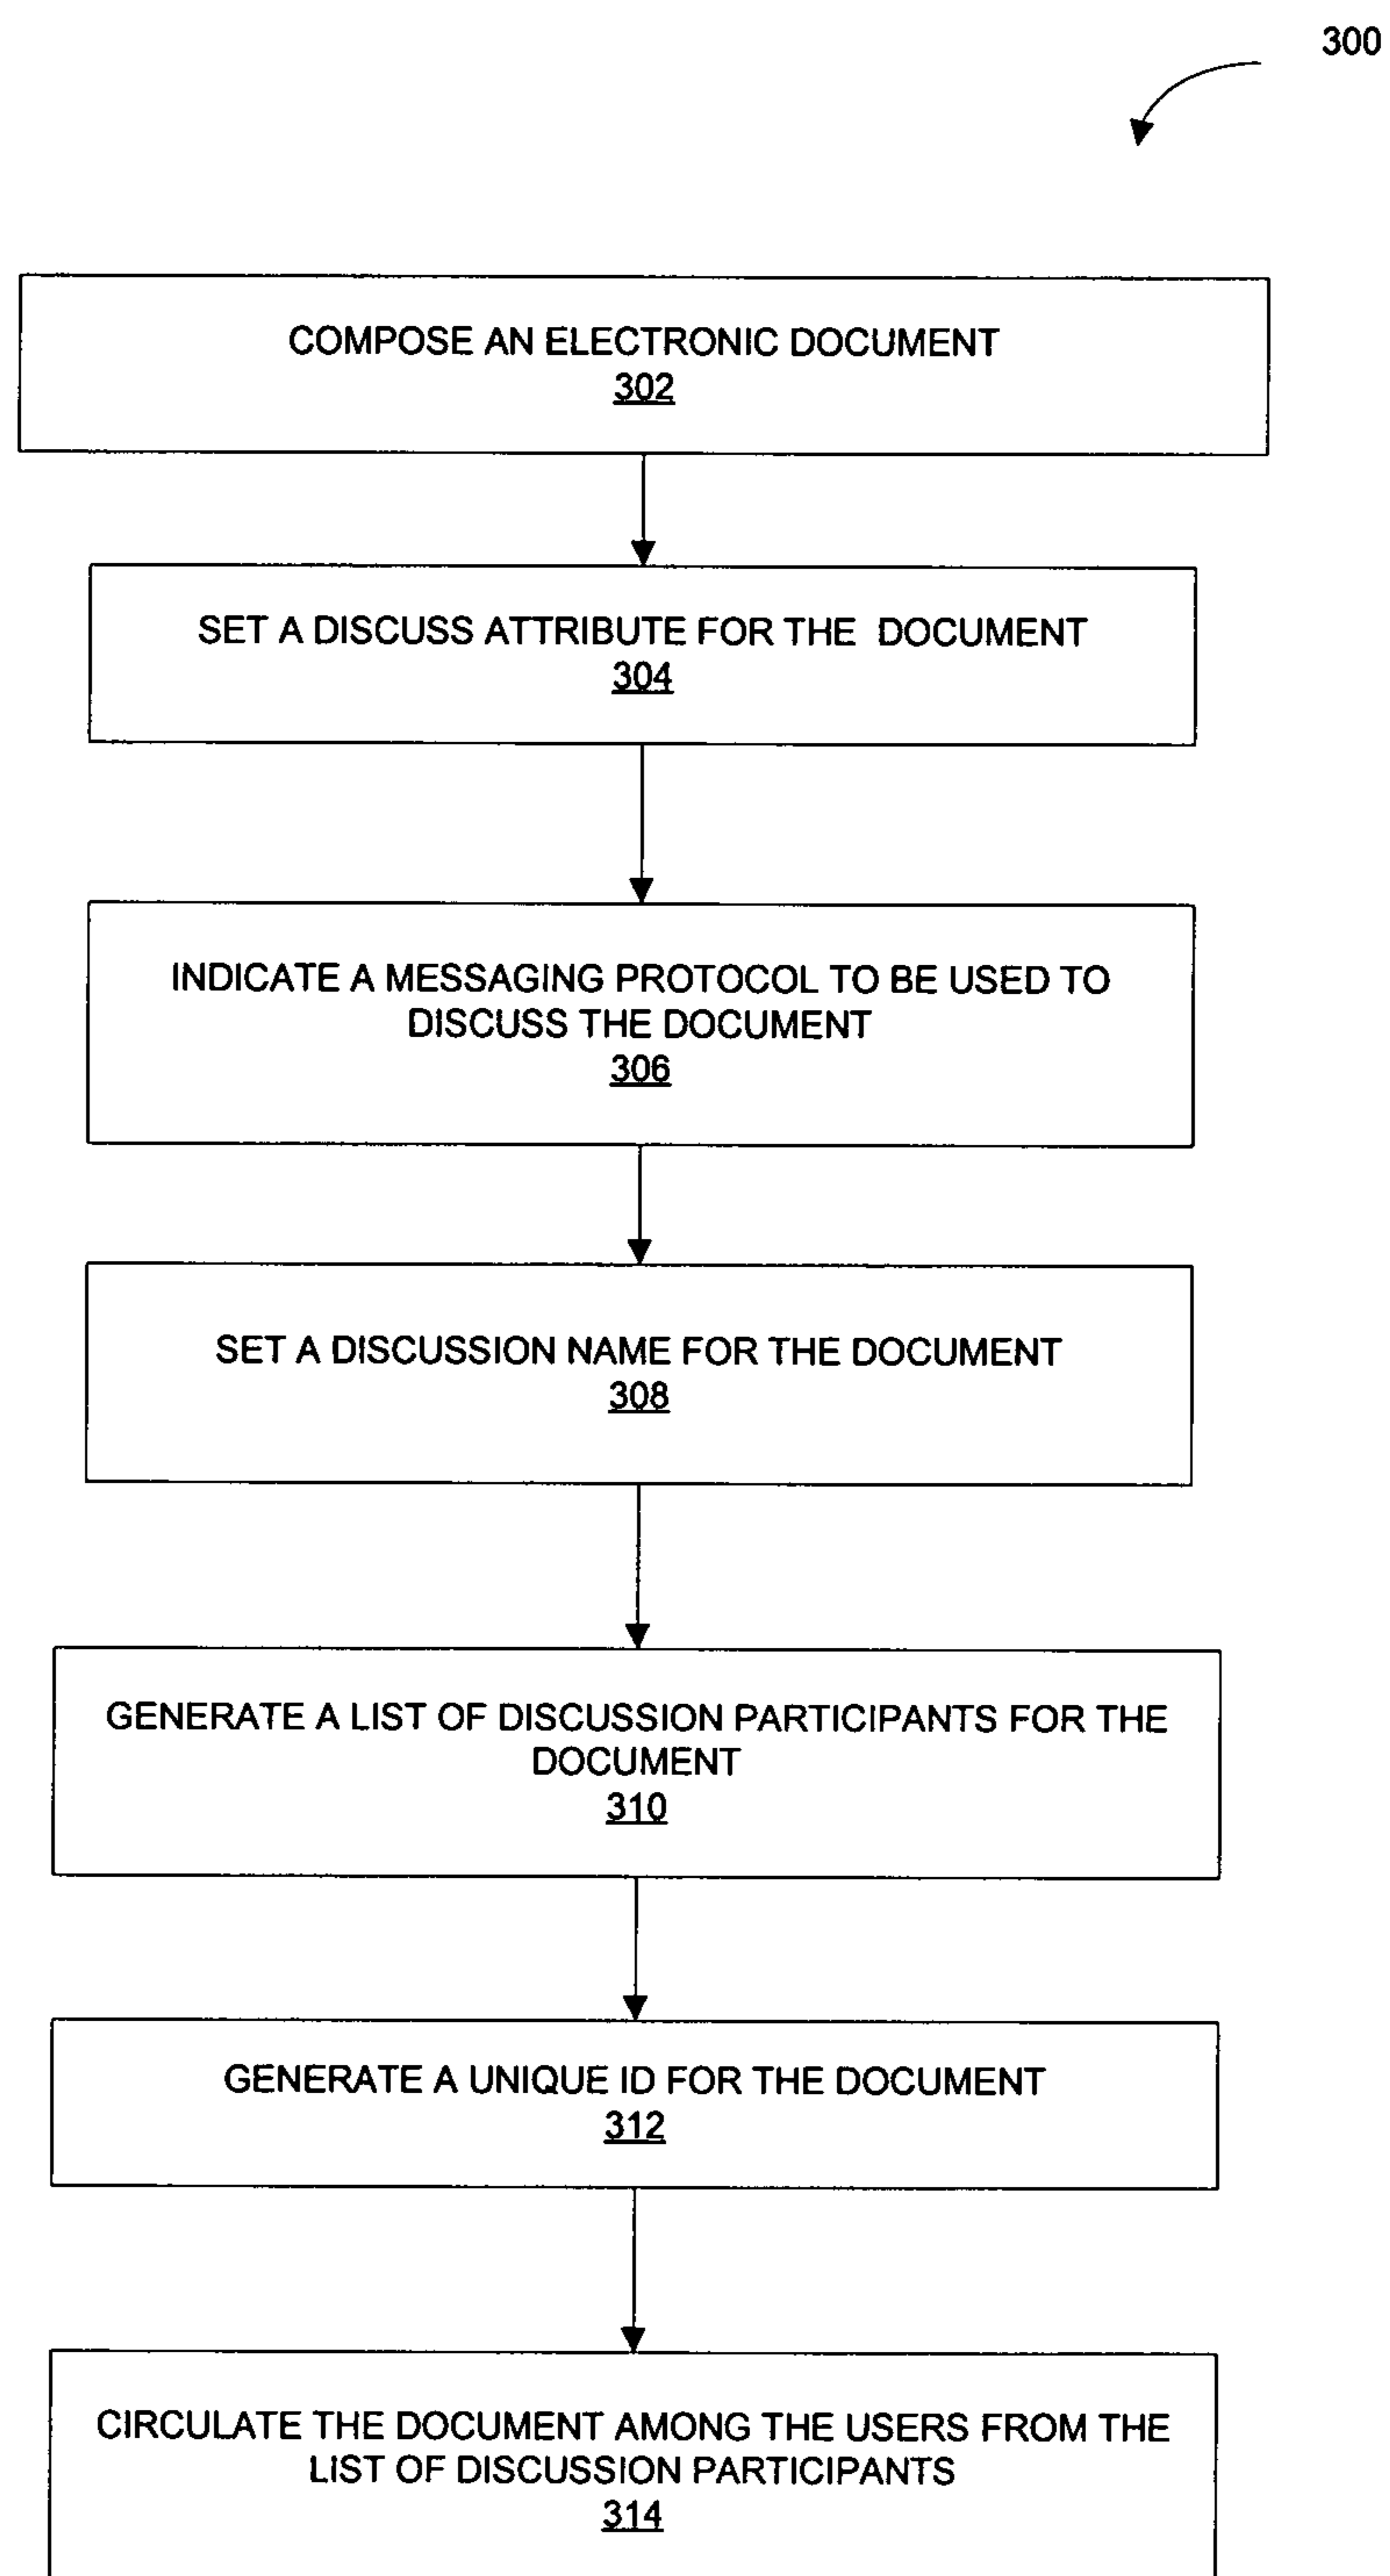 300
COMPOSE AN ELECTRONIC DOCUMENT
302
SET A DISCUSS ATTRIBUTE FOR THE DOCUMENT
304
INDICATE A MESSAGING PROTOCOL TO BE USED TO
DISCUSS THE DOCUMENT
306
SET A DISCUSSION NAME FOR THE DOCUMENT
308
GENERATE A LIST OF DISCUSSION PARTICIPANTS FOR THE
DOCUMENT
310
GENERATE A UNIQUE ID FOR THE DOCUMENT
312
CIRCULATE THE DOCUMENT AMONG THE USERS FROM THE
LIST OF DISCUSSION PARTICIPANTS
314